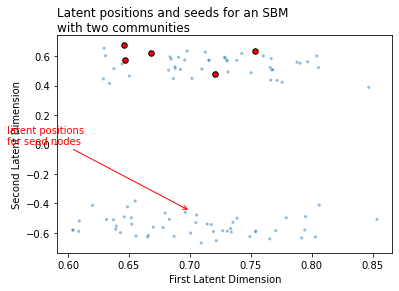 Latent positions and seeds for an SBM
with two communities
0.6
0.4
0.2
0.0
−0.2
−0.4
−0.6
Second Latent Dimension
latent positions
for seed nodes
0.60
0.65
0.70
0.75
0.80
0.85
First Latent Dimension